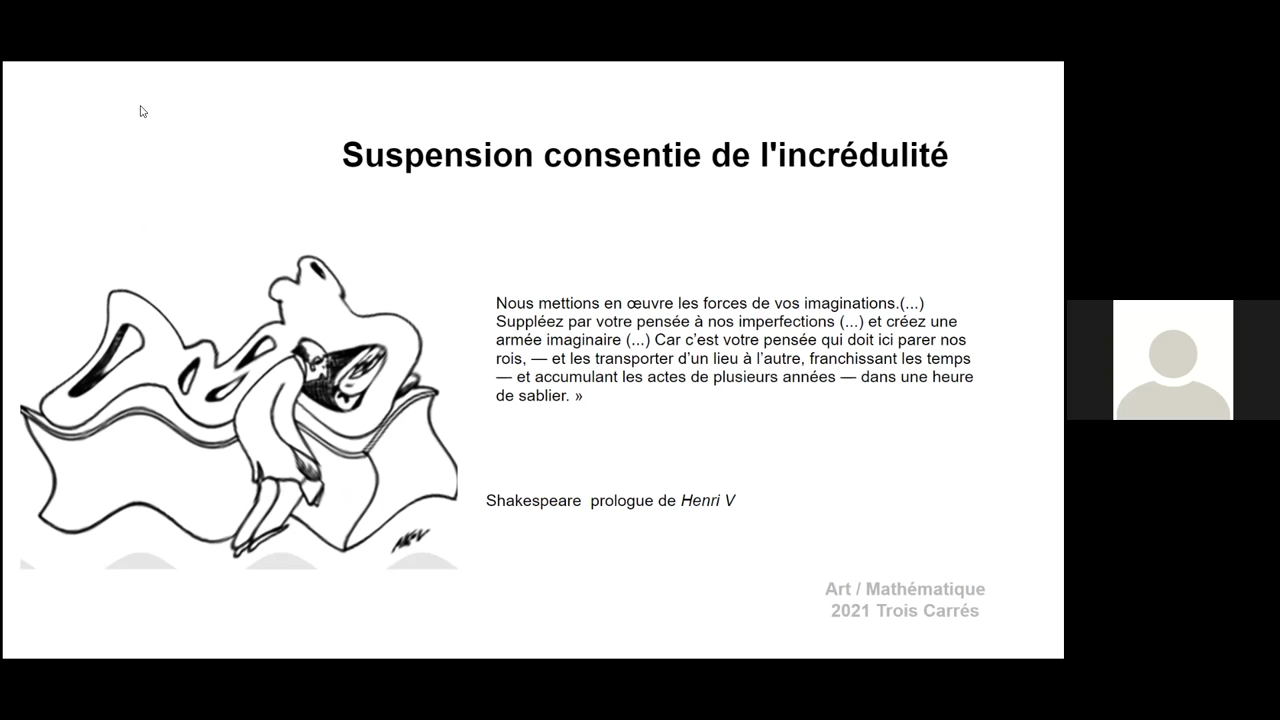 Suspension consentie de l'incrédulité
Nous mettions en œuvre les forces de vos imaginations.(...)
Suppléez par votre pensée à nos imperfections (...) et créez une
armée imaginaire (...) Car c’est votre pensée qui doit ici parer nos
rois, — et les transporter d’un lieu à l’autre, franchissant les temps
— et accumulant les actes de plusieurs années — dans une heure
de sablier. »
Shakespeare prologue de Henri V
Art / Mathématique
2021 Trois Carrés